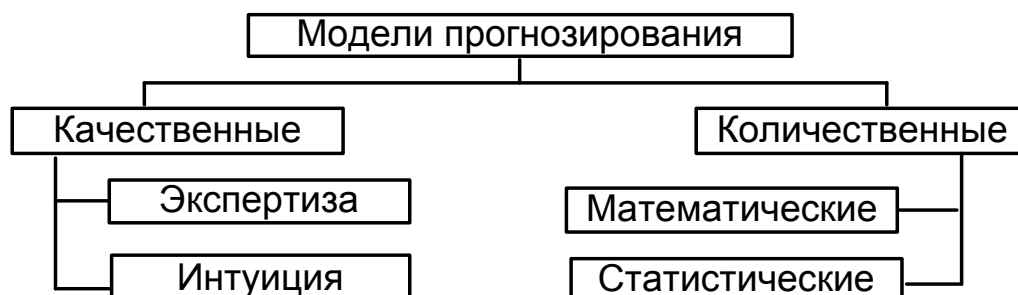 Модели прогнозирования
Качественные
Количественные
Экспертиза
Математические
Интуиция
Статистические